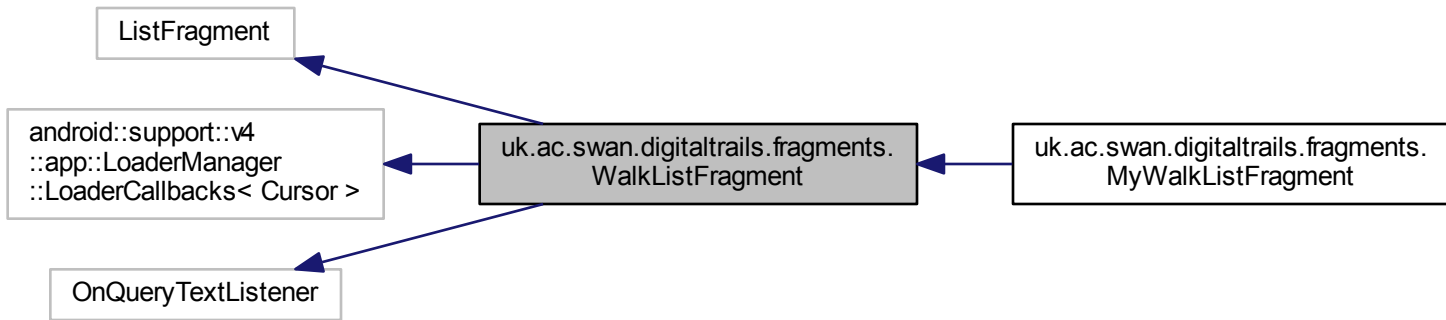 ListFragment
android::support::v4
::app::LoaderManager
::LoaderCallbacks< Cursor >
OnQueryTextListener
uk.ac.swan.digitaltrails.fragments.
WalkListFragment
uk.ac.swan.digitaltrails.fragments.
MyWalkListFragment